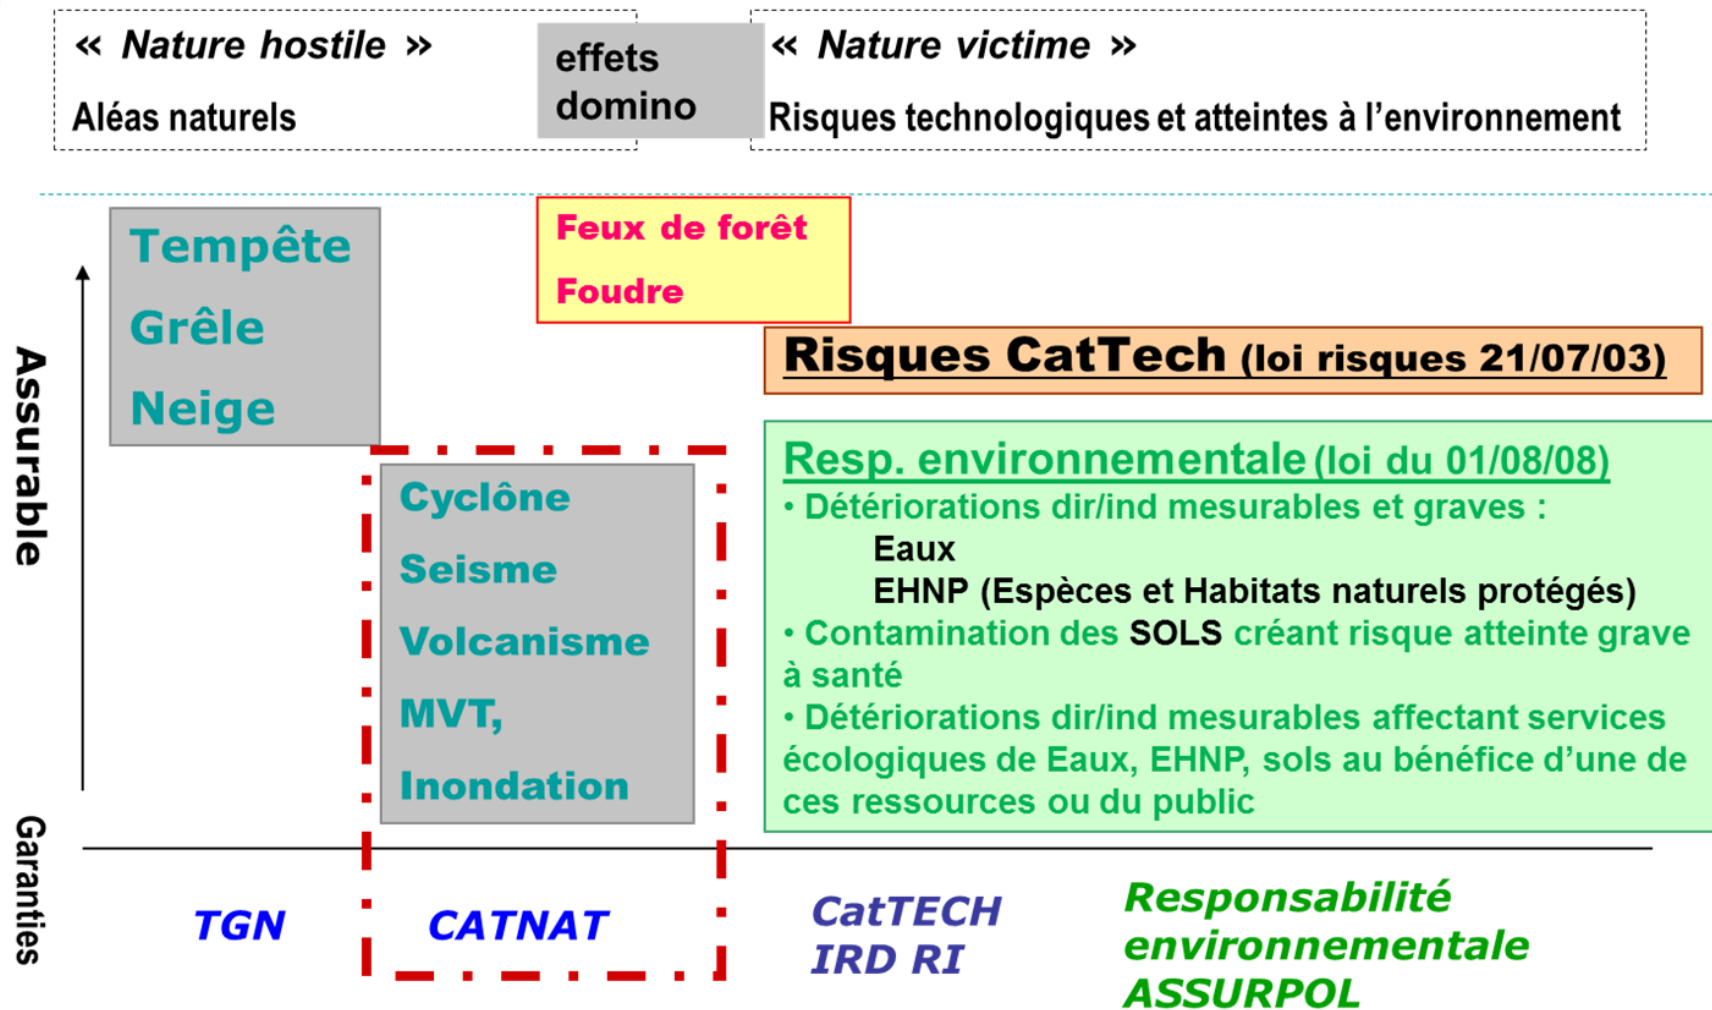 « Nature hostile »
Aléas naturels
effets
domino
« Nature victime »
Risques technologiques et atteintes à l'environnement
Assurable
Garanties
Tempête
Grêle
Neige
Feux de forêt
Foudre
Risques CatTech (loi risques 21/07/03)
Cyclône
Seisme
Volcanisme
MVT,
Inondation
Resp. environnementale (loi du 01/08/08)
• Détériorations dir/ind mesurables et graves :
Eaux
EHNP (Espèces et Habitats naturels protégés)
• Contamination des SOLS créant risque atteinte grave
à santé
• Détériorations dir/ind mesurables affectant services
écologiques de Eaux, EHNP, sols au bénéfice d'une de
ces ressources ou du public
TGN
CATNAT
CatTECH
IRD RI
Responsabilité
environnementale
ASSURPOL